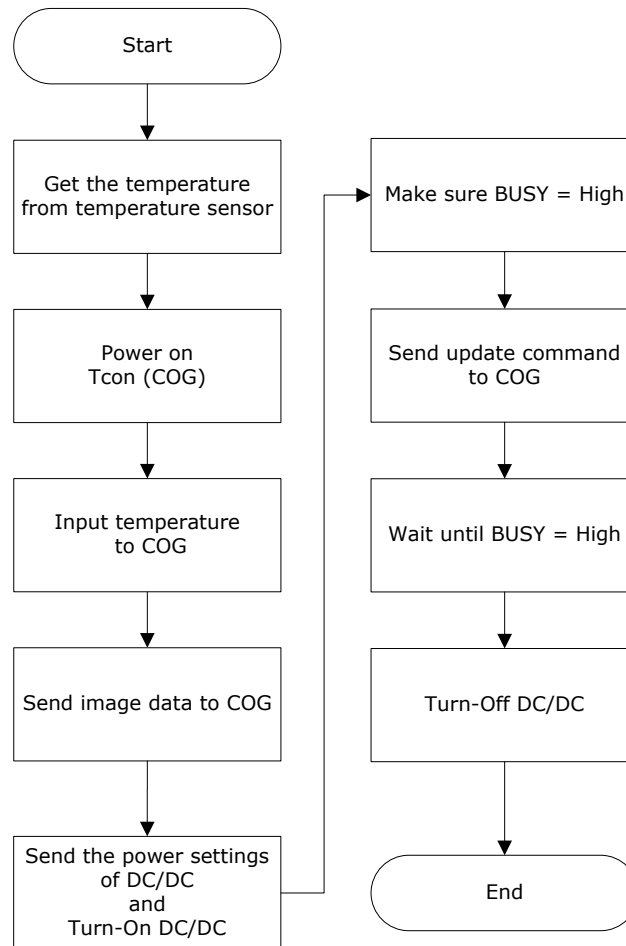 Start
Get the temperature
from temperature sensor
Power on
Tcon (COG)
Input temperature
to COG
Send image data to COG
Send the power settings
of DC/DC
and
Turn-On DC/DC
Make sure BUSY = High
Send update command
to COG
Wait until BUSY = High
Turn-Off DC/DC
End